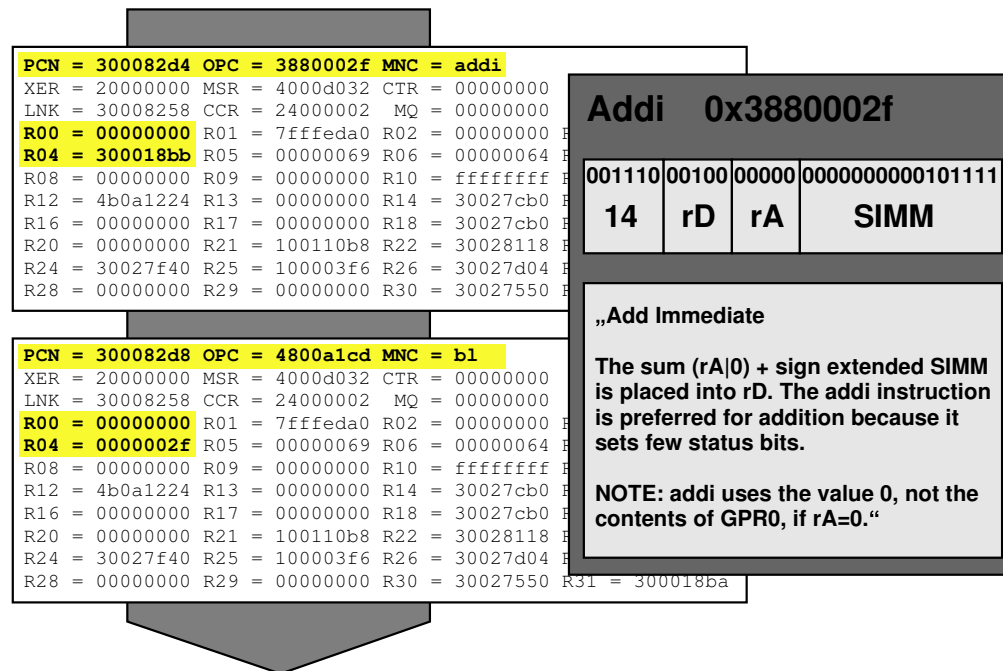 PCN = 300082d4 OPC = 3880002f MNC = addi
XER = 20000000 MSR = 4000d032 CTR = 00000000
LNK = 30008258 CCR = 24000002 MQ = 00000000
R00 = 00000000 R01 = 7fffeda0 R02 = 00000000
R04 = 300018bb R05 = 00000069 R06 = 00000064
R08 = 00000000 R09 = 00000000 R10 = ffffffff
R12 = 4b0a1224 R13 = 00000000 R14 = 30027cb0
R16 = 00000000 R17 = 00000000 R18 = 30027cb0
R20 = 00000000 R21 = 100110b8 R22 = 30028118
R24 = 30027f40 R25 = 100003f6 R26 = 30027d04
R28 = 00000000 R29 = 00000000 R30 = 30027550
PCN = 300082d8 OPC = 4800a1cd MNC = bl
XER = 20000000 MSR = 4000d032 CTR = 00000000
LNK = 30008258 CCR = 24000002 MQ = 00000000
R00 = 00000000 R01 = 7fffeda0 R02 = 00000000
R04 = 0000002f R05 = 00000069 R06 = 00000064
R08 = 00000000 R09 = 00000000 R10 = ffffffff
R12 = 4b0a1224 R13 = 00000000 R14 = 30027cb0
R16 = 00000000 R17 = 00000000 R18 = 30027cb0
R20 = 00000000 R21 = 100110b8 R22 = 30028118
R24 = 30027f40 R25 = 100003f6 R26 = 30027d04
R28 = 00000000 R29 = 00000000 R30 = 30027550 R31 = 300018ba
Addi 0x3880002f
001110 00100 00000 0000000000101111
14 rD rA SIMM
„Add Immediate
The sum (rA|0) + sign extended SIMM
is placed into rD. The addi instruction
is preferred for addition because it
sets few status bits.
NOTE: addi uses the value 0, not the
contents of GPR0, if rA=0.“